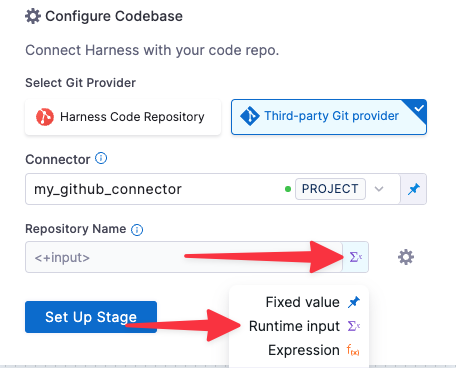 Configure Codebase
Connect Harness with your code repo.
Select Git Provider
Harness Code Repository
Third-party Git provider
Connector
my_github_connector PROJECT
Repository Name
<+input>
Set Up Stage
Fixed value
Runtime input Σx
Expression f(x)